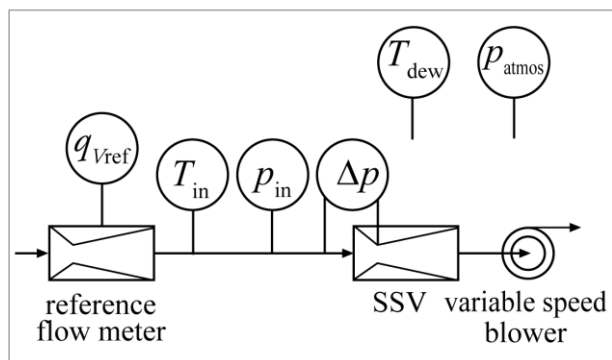 T_dew
p_atmos
q_Vref
T_in
p_in
Δp
reference
flow meter
SSV
variable speed
blower